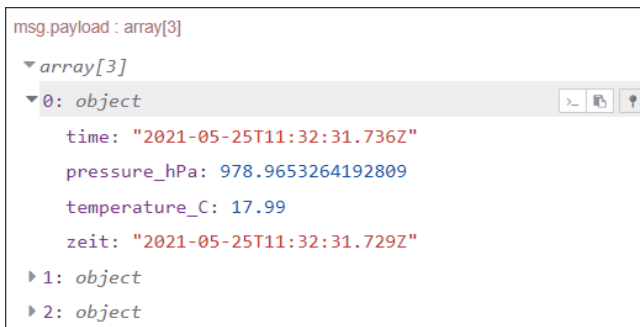 msg.payload : array[3]
array[3]
0: object
time: "2021-05-25T11:32:31.736Z"
pressure_hPa: 978.9653264192809
temperature_C: 17.99
zeit: "2021-05-25T11:32:31.729Z"
1: object
2: object